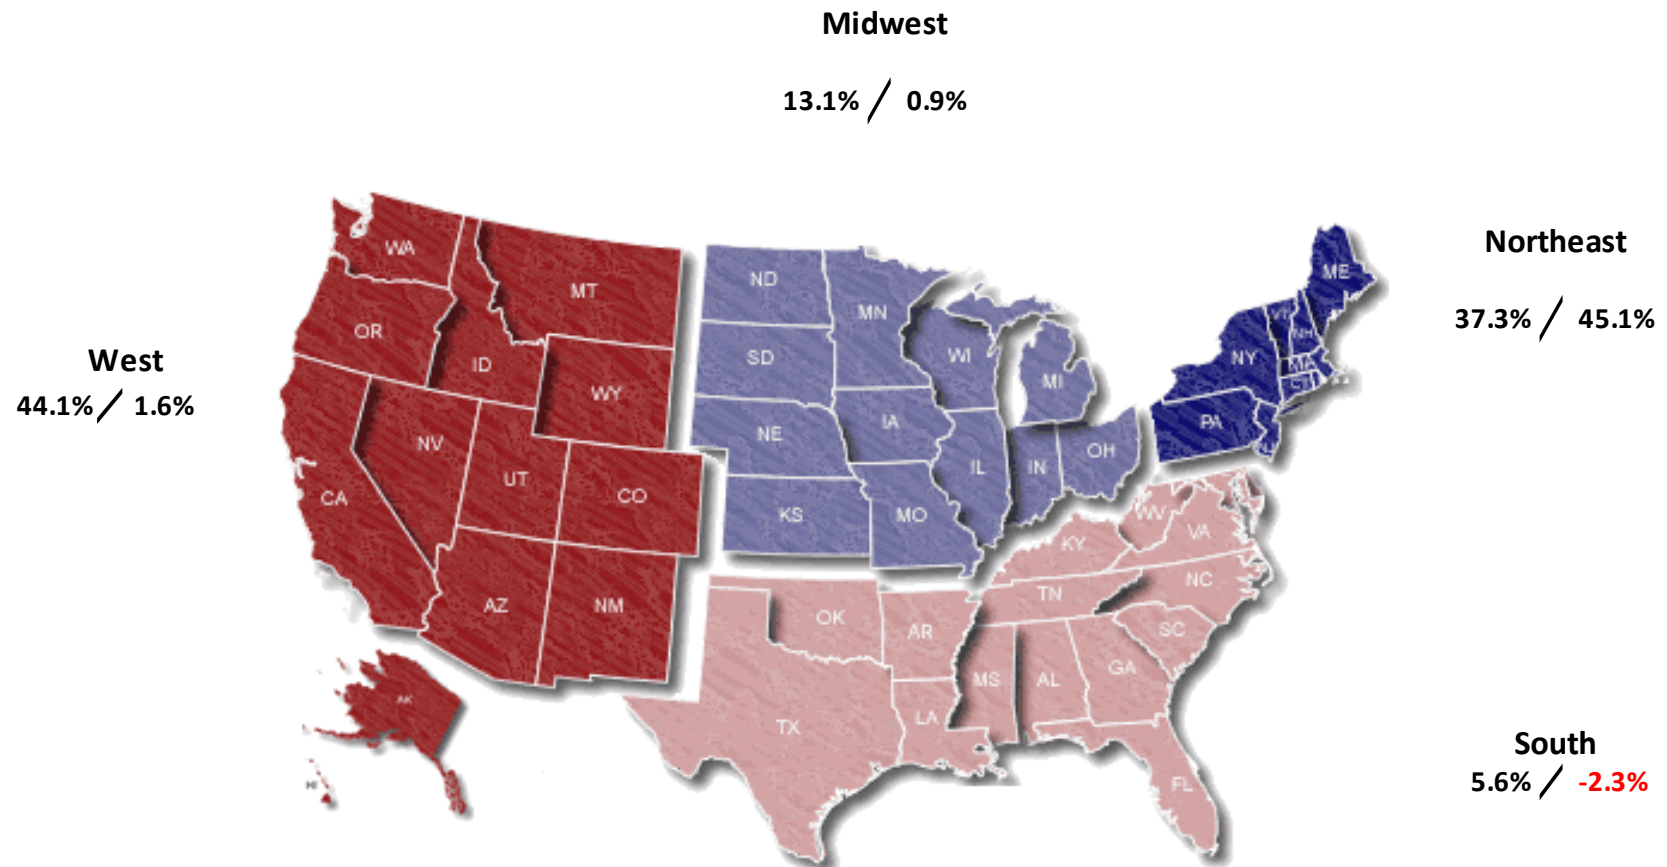 Midwest
13.1% / 0.9%
Northeast
37.3% / 45.1%
West
44.1% / 1.6%
South
5.6% / -2.3%
WA
MT
OR
ID
WY
NV
UT
CO
CA
AZ
NM
AK
HI
ND
MN
SD
WI
MI
NE
IA
IL
IN
OH
KS
MO
ME
VT
NH
NY
MA
CT
PA
NJ
WV
VA
KY
NC
TN
OK
AR
SC
MS
AL
GA
TX
LA
FL